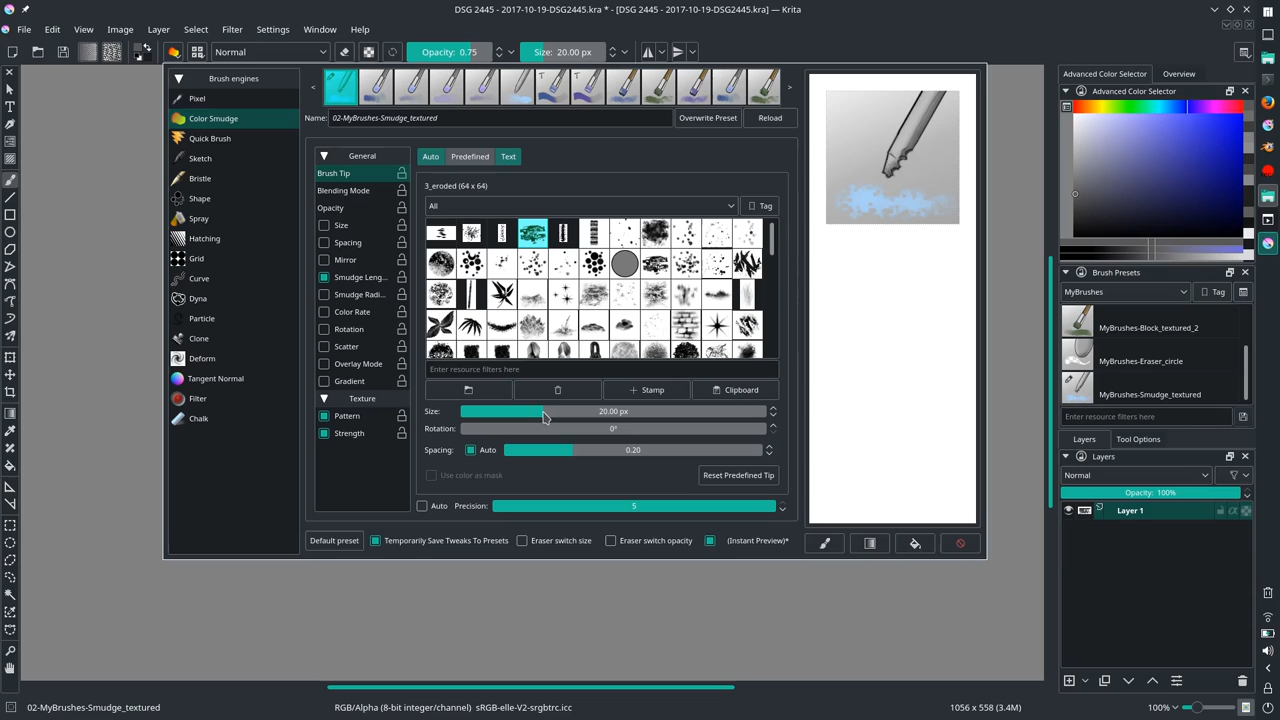 DSG 2445 - 2017-10-19-DSG2445.kra * - [DSG 2445 - 2017-10-19-DSG2445.kra] — Krita
File Edit View Image Layer Select Filter Settings Window Help
Normal Opacity: 0.75 Size: 20.00 px
Brush engines
Pixel
Color Smudge
Quick Brush
Sketch
Bristle
Shape
Spray
Hatching
Grid
Curve
Dyna
Particle
Clone
Deform
Tangent Normal
Filter
Chalk
Name: 02-MyBrushes-Smudge_textured Overwrite Preset Reload
General
Brush Tip
Blending Mode
Opacity
Size
Spacing
Mirror
Smudge Leng...
Smudge Radi...
Color Rate
Rotation
Scatter
Overlay Mode
Gradient
Texture
Pattern
Strength
Auto Predefined Text
3_eroded (64 x 64)
All Tag
Enter resource filters here
Stamp Clipboard
Size: 20.00 px
Rotation: 0°
Spacing: Auto 0.20
Use color as mask Reset Predefined Tip
Auto Precision: 5
Default preset Temporarily Save Tweaks To Presets Eraser switch size Eraser switch opacity (Instant Preview)*
Advanced Color Selector Overview
Advanced Color Selector
Brush Presets
MyBrushes Tag
MyBrushes-Block_textured_2
MyBrushes-Eraser_circle
MyBrushes-Smudge_textured
Enter resource filters here
Layers Tool Options
Layers
Normal
Opacity: 100%
Layer 1
02-MyBrushes-Smudge_textured RGB/Alpha (8-bit integer/channel) sRGB-elle-V2-srgbtrc.icc 1056 x 558 (3.4M) 100%